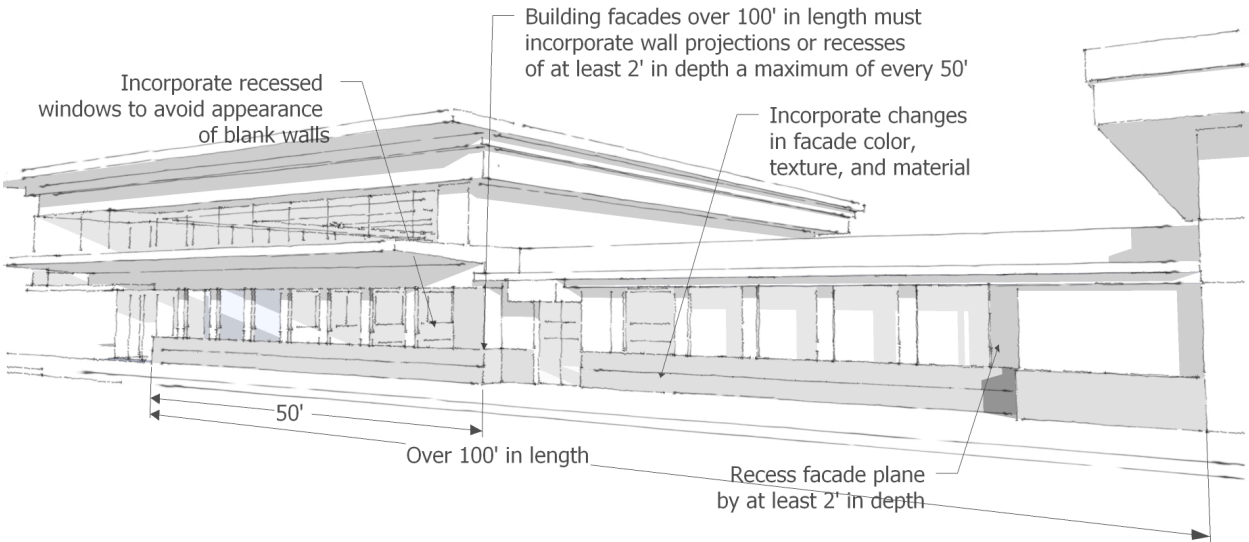 Building facades over 100' in length must
incorporate wall projections or recesses
of at least 2' in depth a maximum of every 50'
Incorporate recessed
windows to avoid appearance
of blank walls
Incorporate changes
in facade color,
texture, and material
50'
Over 100' in length
Recess facade plane
by at least 2' in depth